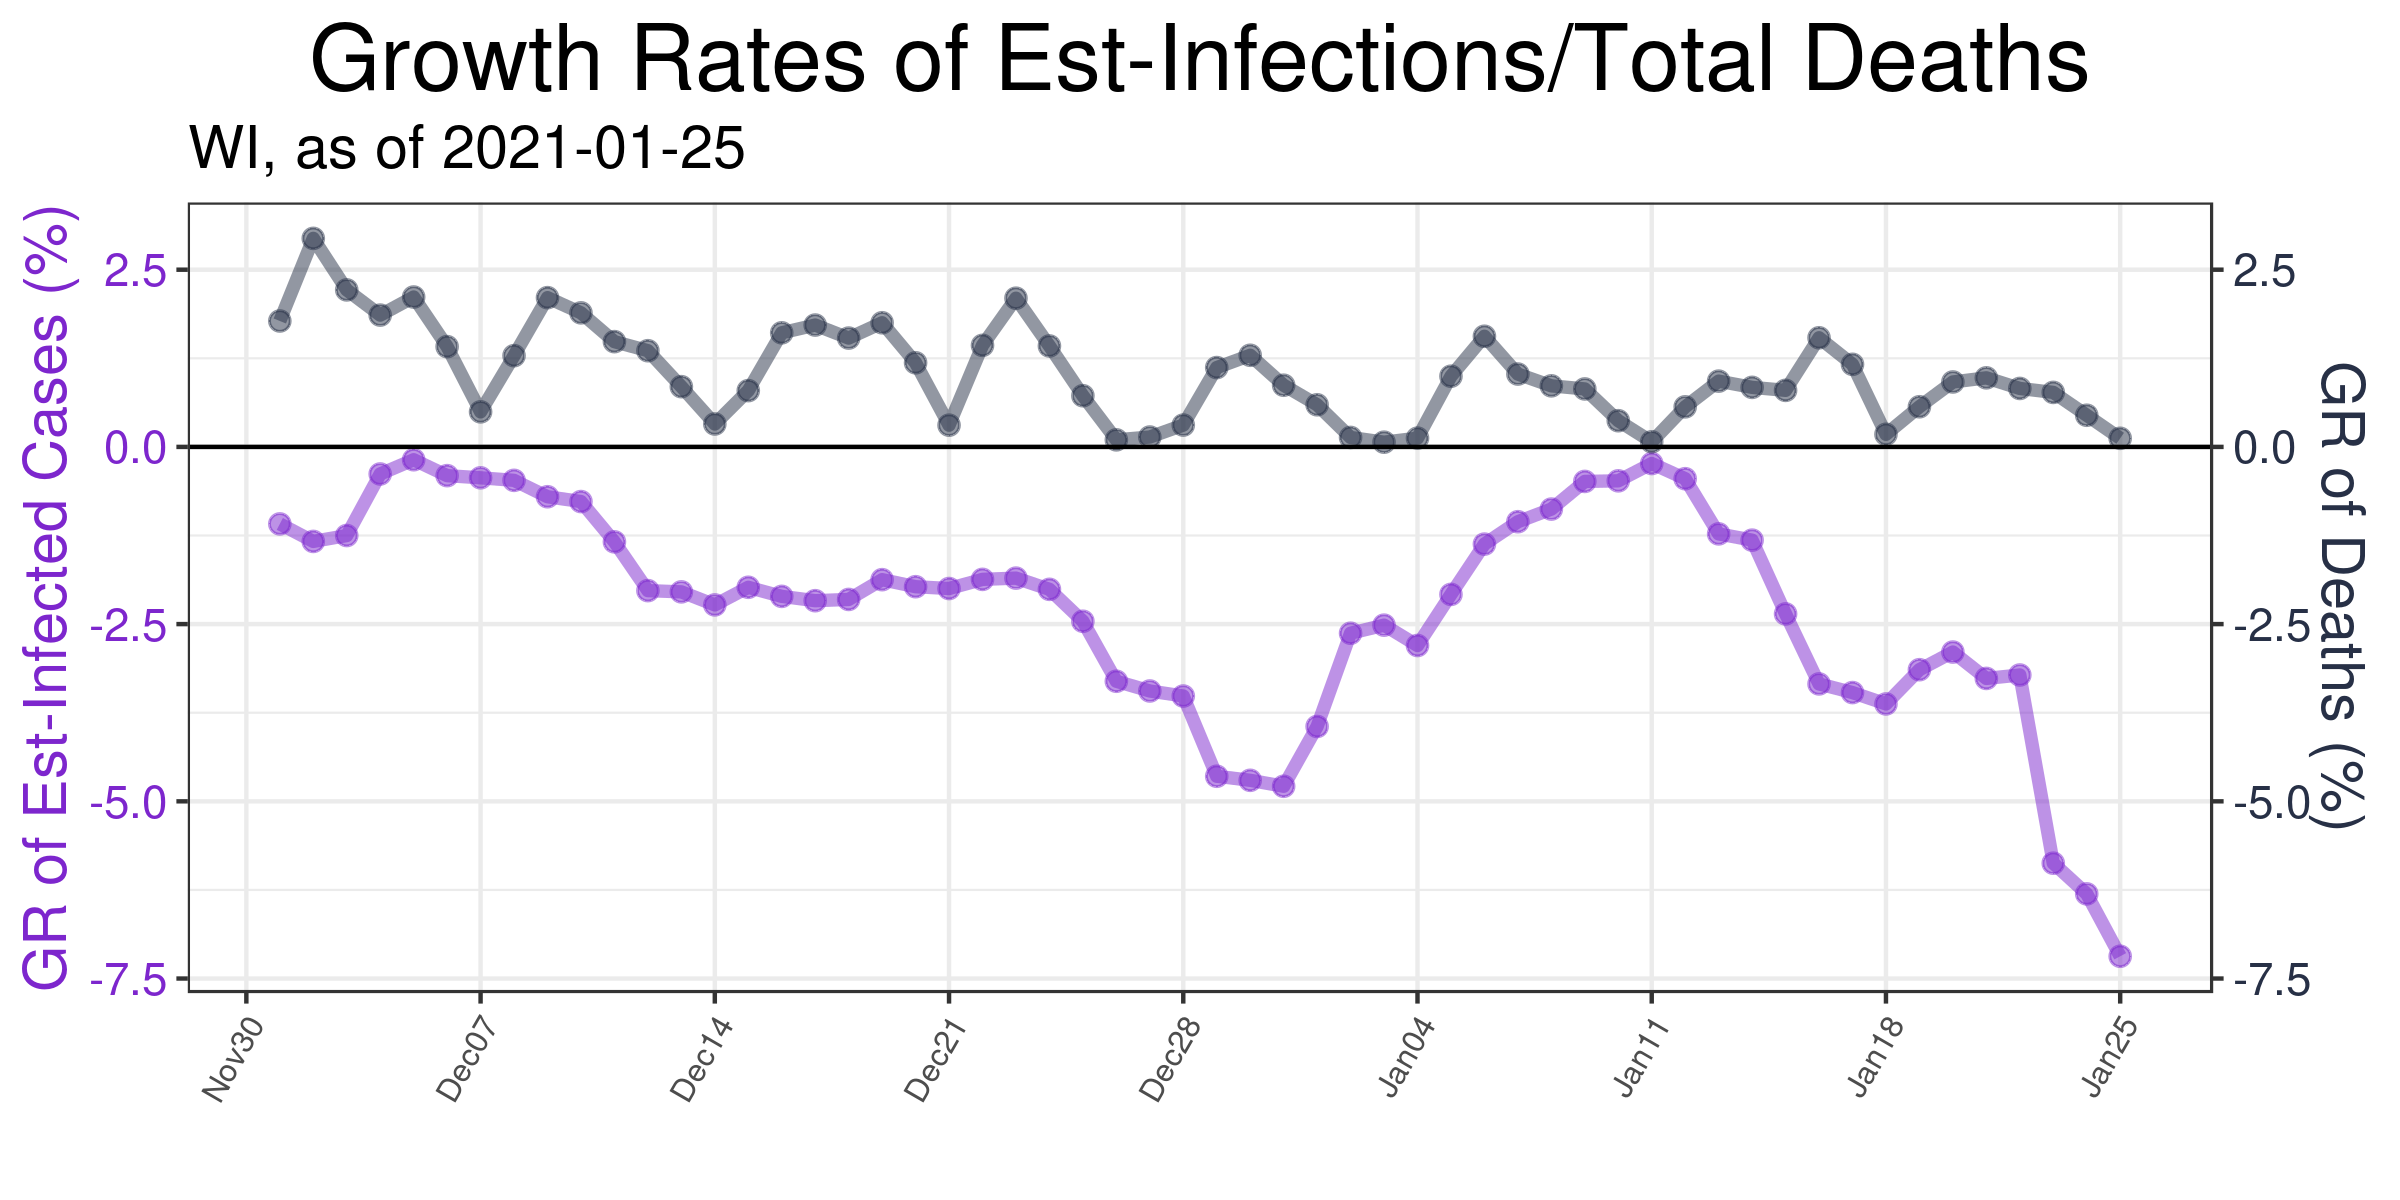 Growth Rates of Est-Infections/Total Deaths
WI, as of 2021-01-25
GR of Est-Infected Cases (%)
2.5
0.0
-2.5
-5.0
-7.5
2.5
0.0
-2.5
-5.0
-7.5
GR of Deaths (%)
Nov30
Dec07
Dec14
Dec21
Dec28
Jan04
Jan11
Jan18
Jan25